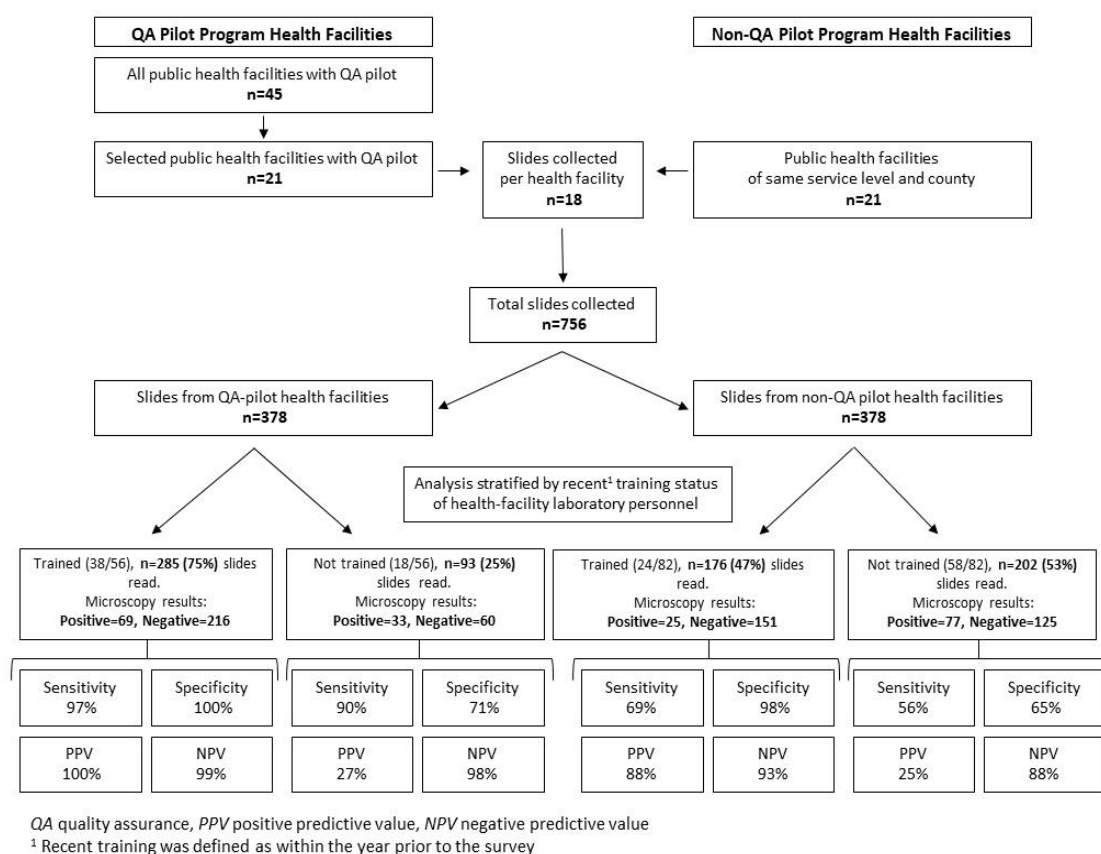 QA Pilot Program Health Facilities
Non-QA Pilot Program Health Facilities
All public health facilities with QA pilot
n=45
Selected public health facilities with QA pilot
n=21
Slides collected
per health facility
n=18
Public health facilities
of same service level and county
n=21
Total slides collected
n=756
Slides from QA-pilot health facilities
n=378
Slides from non-QA pilot health facilities
n=378
Analysis stratified by recent¹ training status
of health-facility laboratory personnel
Trained (38/56), n=285 (75%) slides
read.
Microscopy results:
Positive=69, Negative=216
Not trained (18/56), n=93 (25%)
slides read.
Microscopy results:
Positive=33, Negative=60
Trained (24/82), n=176 (47%) slides
read.
Microscopy results:
Positive=25, Negative=151
Not trained (58/82), n=202 (53%)
slides read.
Microscopy results:
Positive=77, Negative=125
Sensitivity
97%
Specificity
100%
Sensitivity
90%
Specificity
71%
Sensitivity
69%
Specificity
98%
Sensitivity
56%
Specificity
65%
PPV
100%
NPV
99%
PPV
27%
NPV
98%
PPV
88%
NPV
93%
PPV
25%
NPV
88%
QA quality assurance, PPV positive predictive value, NPV negative predictive value
¹ Recent training was defined as within the year prior to the survey